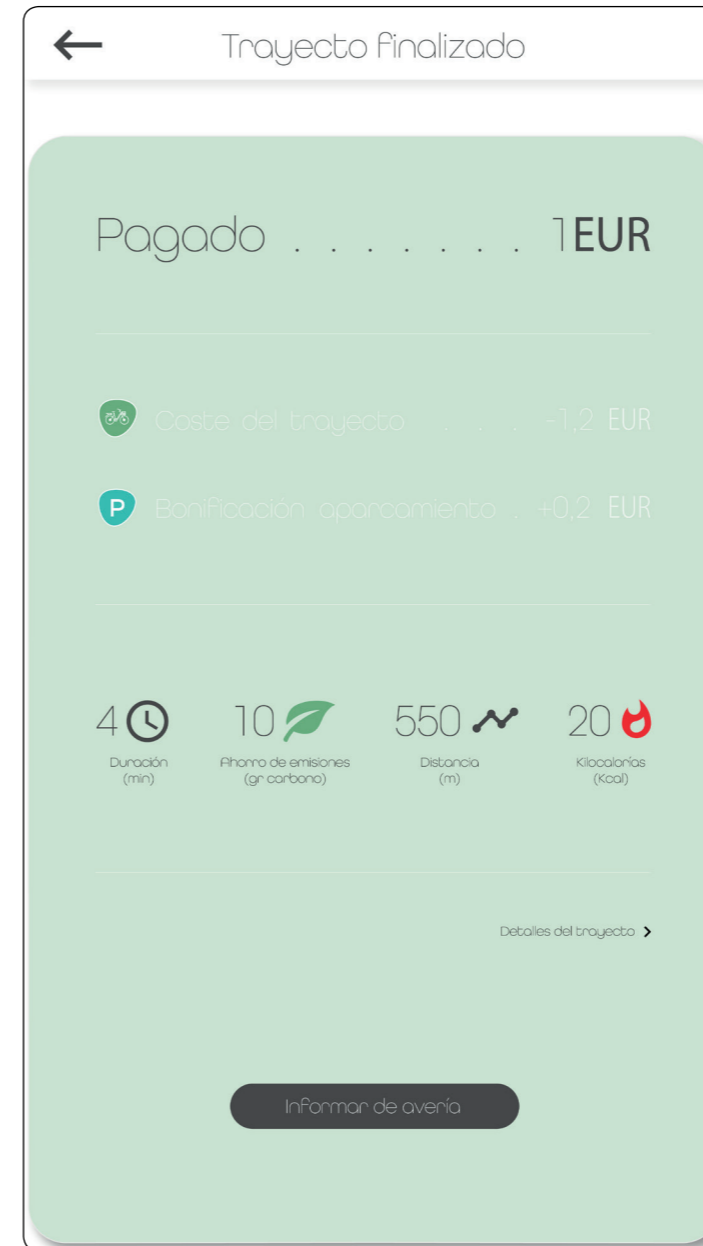 Trayecto finalizado
Pagado . . . . . . . 1EUR
Coste del trayecto . . . -1,2 EUR
P Bonificación aparcamiento . +0,2 EUR
4 10 550 20
Duración Ahorro de emisiones Distancia Kilocalorías
(min) (gr carbono) (m) (Kcal)
Detalles del trayecto >
Informar de avería